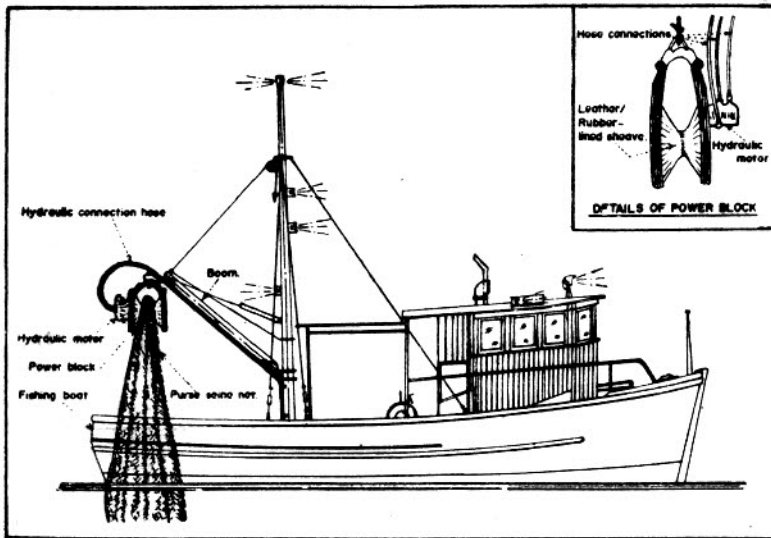 Hose connections
Leather/
Rubber-
lined sheave
Hydraulic
motor
DETAILS OF POWER BLOCK
Hydraulic connection hose
Boom.
Hydraulic motor
Power block
Purse seine net.
Fishing boat